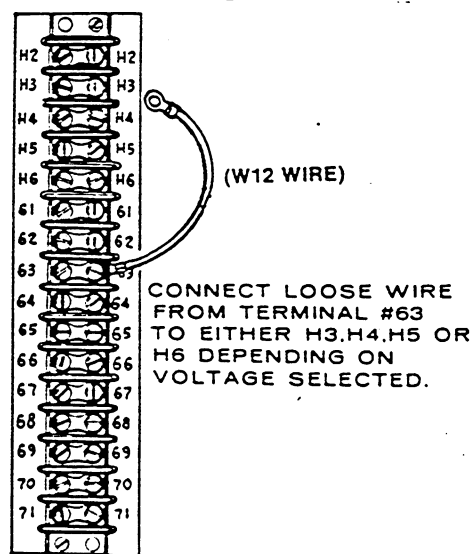 H2 H2
H3 H3
H4 H4
H5 H5
H6 H6
61 61
62 62
63 63
64 64
65 65
66 66
67 67
68 68
69 69
70 70
71 71
(W12 WIRE)
CONNECT LOOSE WIRE
FROM TERMINAL #63
TO EITHER H3,H4,H5 OR
H6 DEPENDING ON
VOLTAGE SELECTED.